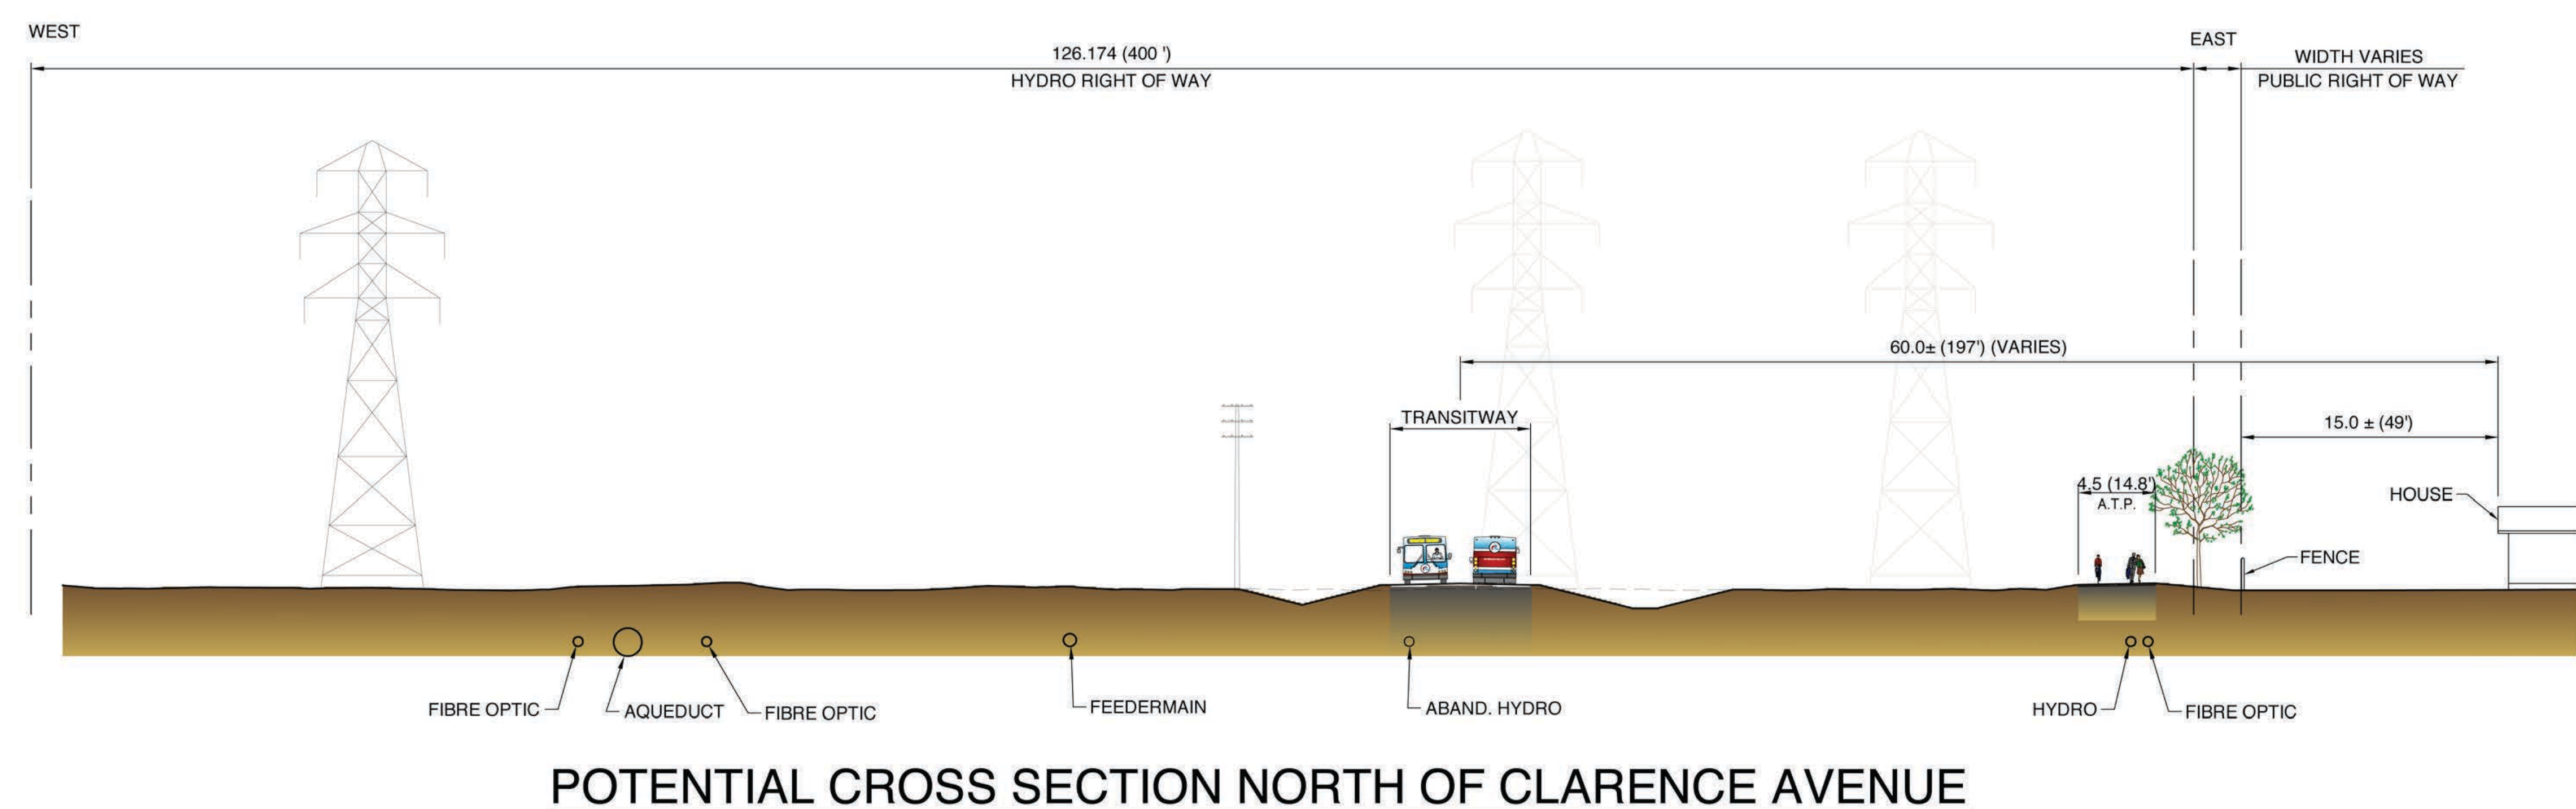 WEST
126.174 (400 ')
HYDRO RIGHT OF WAY
EAST
WIDTH VARIES
PUBLIC RIGHT OF WAY
60.0± (197') (VARIES)
TRANSITWAY
15.0 ± (49')
4.5 (14.8')
A.T.P.
HOUSE
FENCE
FIBRE OPTIC
AQUEDUCT
FIBRE OPTIC
FEEDERMAIN
ABAND. HYDRO
HYDRO
FIBRE OPTIC
POTENTIAL CROSS SECTION NORTH OF CLARENCE AVENUE